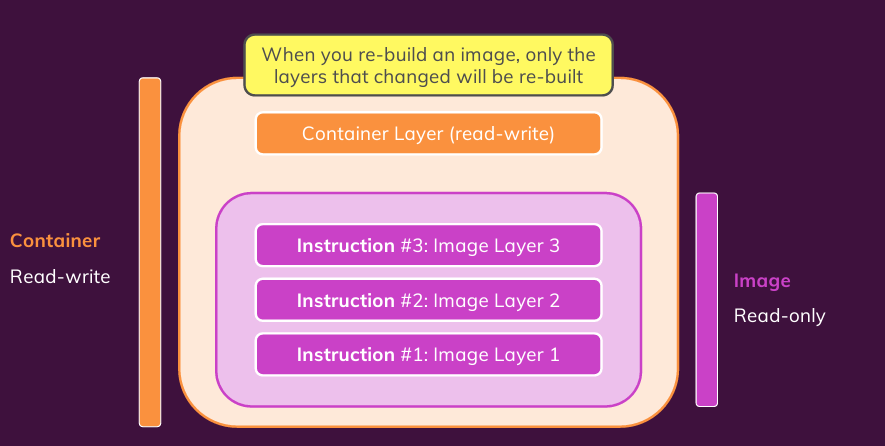 When you re-build an image, only the
layers that changed will be re-built
Container Layer (read-write)
Container
Read-write
Instruction #3: Image Layer 3
Instruction #2: Image Layer 2
Instruction #1: Image Layer 1
Image
Read-only